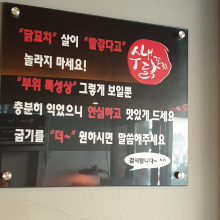 "닭꼬치" 살이 "빨갛다고"
놀라지 마세요!
"부위 특성상" 그렇게 보일뿐
충분히 익었으니 안심하고 맛있게 드세요
굽기를 "더~" 원하시면 말씀해주세요
감사합니다~ ^^